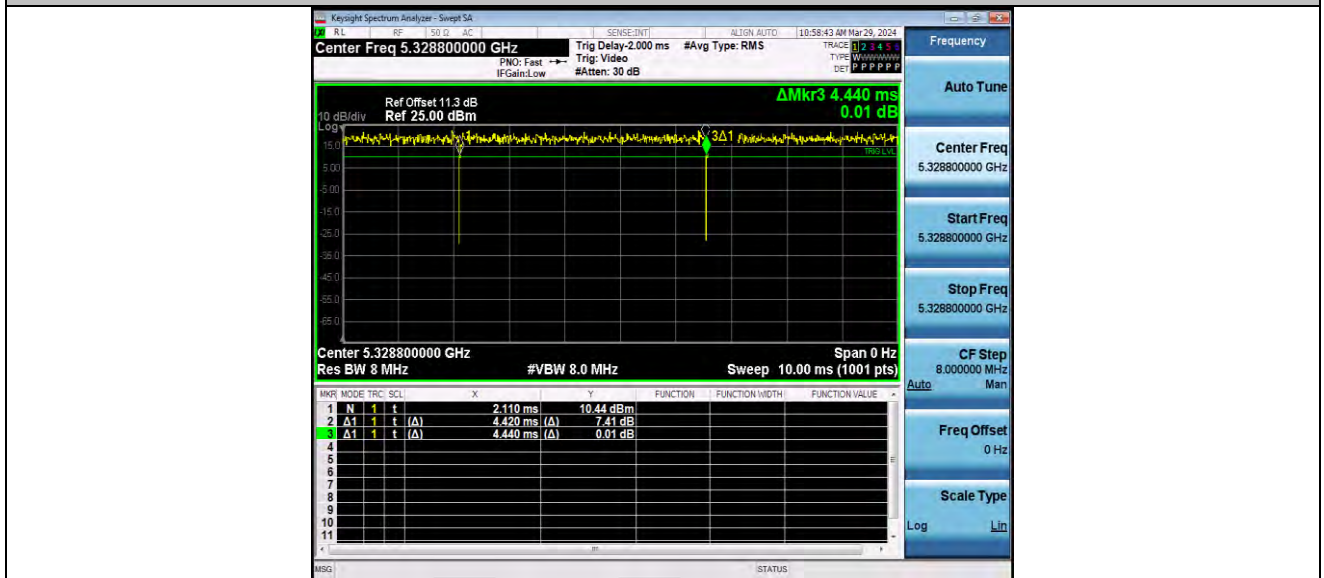 Keysight Spectrum Analyzer - Swept SA
RL RF 50 Ω AC SENSE:INT ALIGN AUTO 10:58:43 AM Mar 29, 2024
Center Freq 5.328800000 GHz
PNO: Fast
IFGain:Low
Trig Delay-2.000 ms
Trig: Video
#Atten: 30 dB
#Avg Type: RMS
TRACE 1 2 3 4 5 6
TYPE WWWWWW
DET P P P P P P
ΔMkr3 4.440 ms
0.01 dB
Ref Offset 11.3 dB
10 dB/div Ref 25.00 dBm
Log
15.0
5.00
-5.00
-15.0
-25.0
-35.0
-45.0
-55.0
-65.0
1
3Δ1
TRIG LVL
Center 5.328800000 GHz Span 0 Hz
Res BW 8 MHz #VBW 8.0 MHz Sweep 10.00 ms (1001 pts)
MKR MODE TRC SCL X Y FUNCTION FUNCTION WIDTH FUNCTION VALUE
1 N 1 t 2.110 ms 10.44 dBm
2 Δ1 1 t (Δ) 4.420 ms (Δ) 7.41 dB
3 Δ1 1 t (Δ) 4.440 ms (Δ) 0.01 dB
4
5
6
7
8
9
10
11
MSG STATUS
Frequency
Auto Tune
Center Freq
5.328800000 GHz
Start Freq
5.328800000 GHz
Stop Freq
5.328800000 GHz
CF Step
8.000000 MHz
Auto Man
Freq Offset
0 Hz
Scale Type
Log Lin